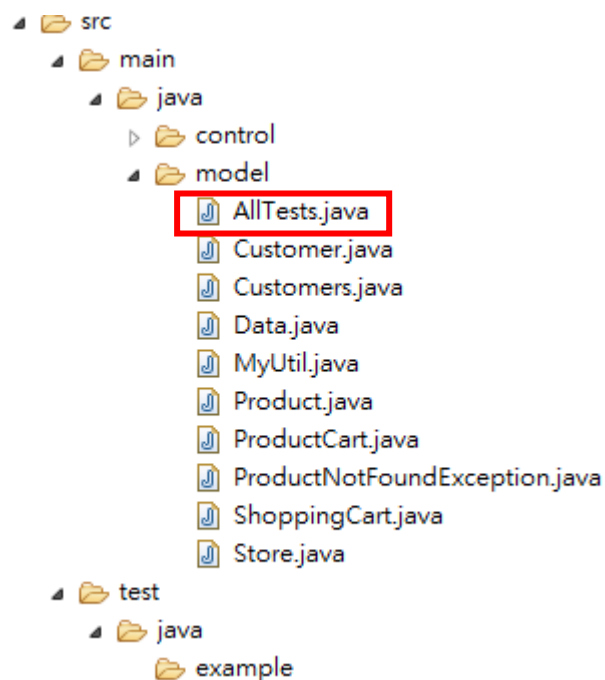 src
main
java
control
model
AllTests.java
Customer.java
Customers.java
Data.java
MyUtil.java
Product.java
ProductCart.java
ProductNotFoundException.java
ShoppingCart.java
Store.java
test
java
example